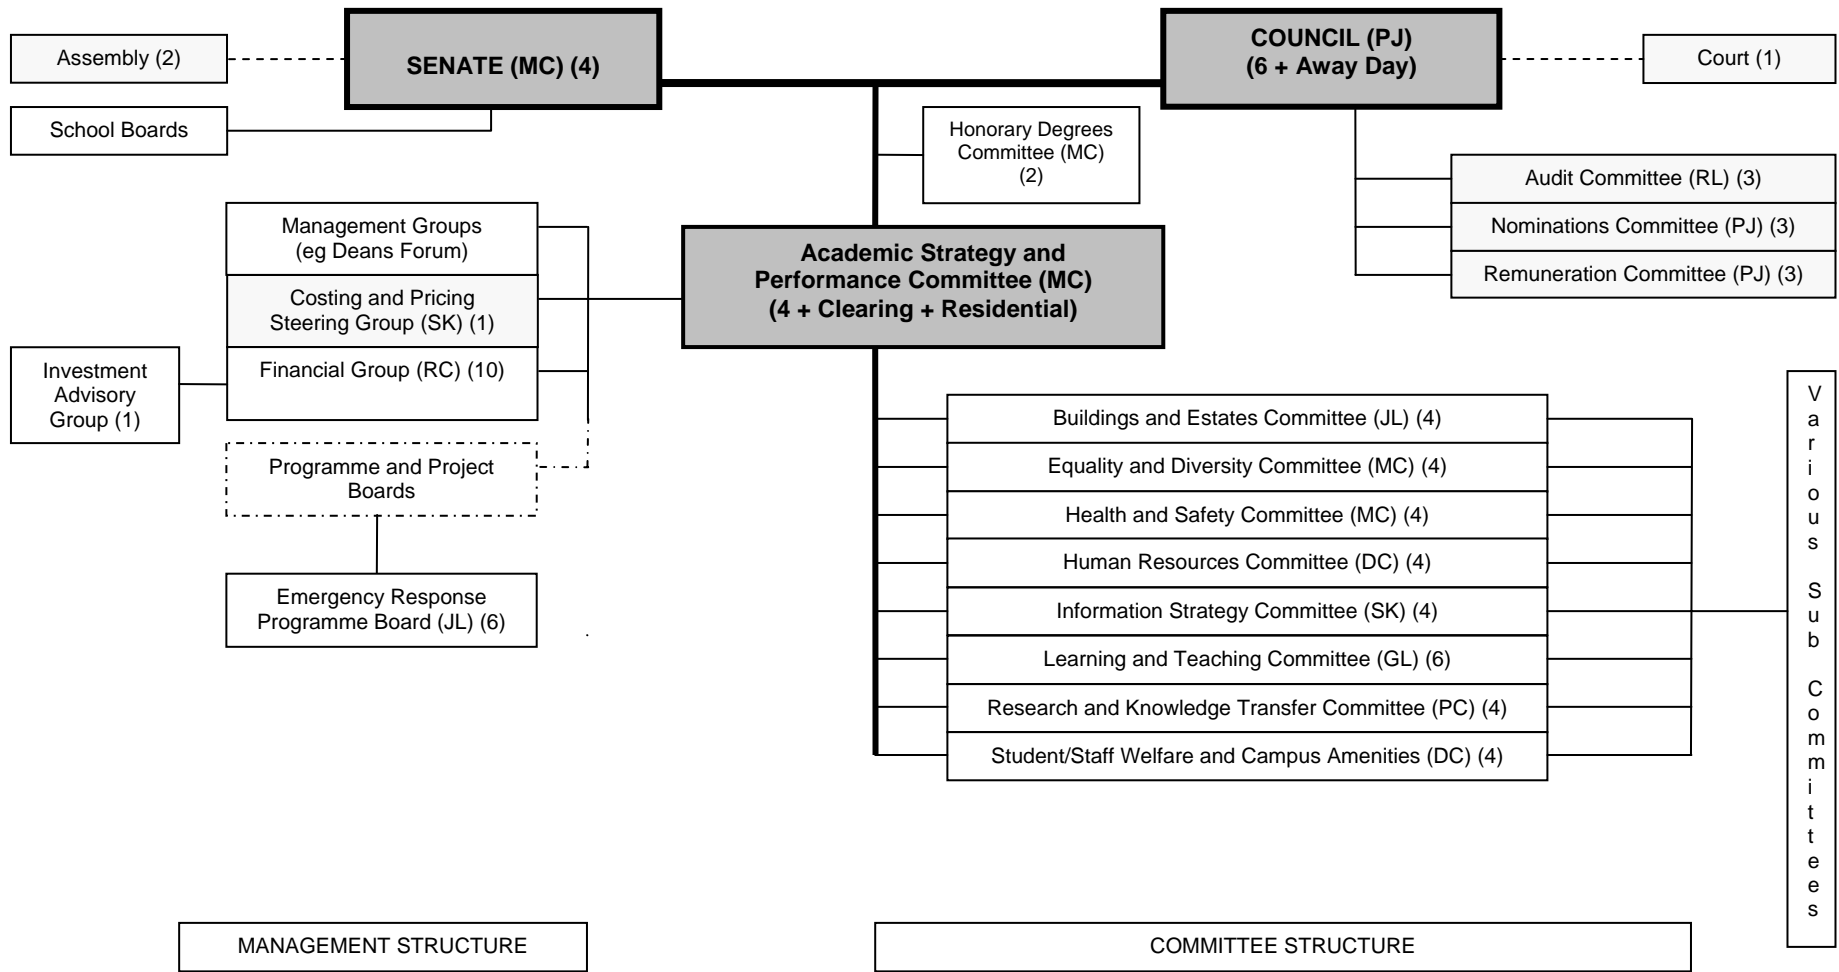 Assembly (2)
SENATE (MC) (4)
COUNCIL (PJ)
(6 + Away Day)
Court (1)
School Boards
Honorary Degrees
Committee (MC)
(2)
Audit Committee (RL) (3)
Nominations Committee (PJ) (3)
Remuneration Committee (PJ) (3)
Management Groups
(eg Deans Forum)
Costing and Pricing
Steering Group (SK) (1)
Financial Group (RC) (10)
Academic Strategy and
Performance Committee (MC)
(4 + Clearing + Residential)
Investment
Advisory
Group (1)
Programme and Project
Boards
Emergency Response
Programme Board (JL) (6)
Buildings and Estates Committee (JL) (4)
Equality and Diversity Committee (MC) (4)
Health and Safety Committee (MC) (4)
Human Resources Committee (DC) (4)
Information Strategy Committee (SK) (4)
Learning and Teaching Committee (GL) (6)
Research and Knowledge Transfer Committee (PC) (4)
Student/Staff Welfare and Campus Amenities (DC) (4)
Various Sub Committees
MANAGEMENT STRUCTURE
COMMITTEE STRUCTURE